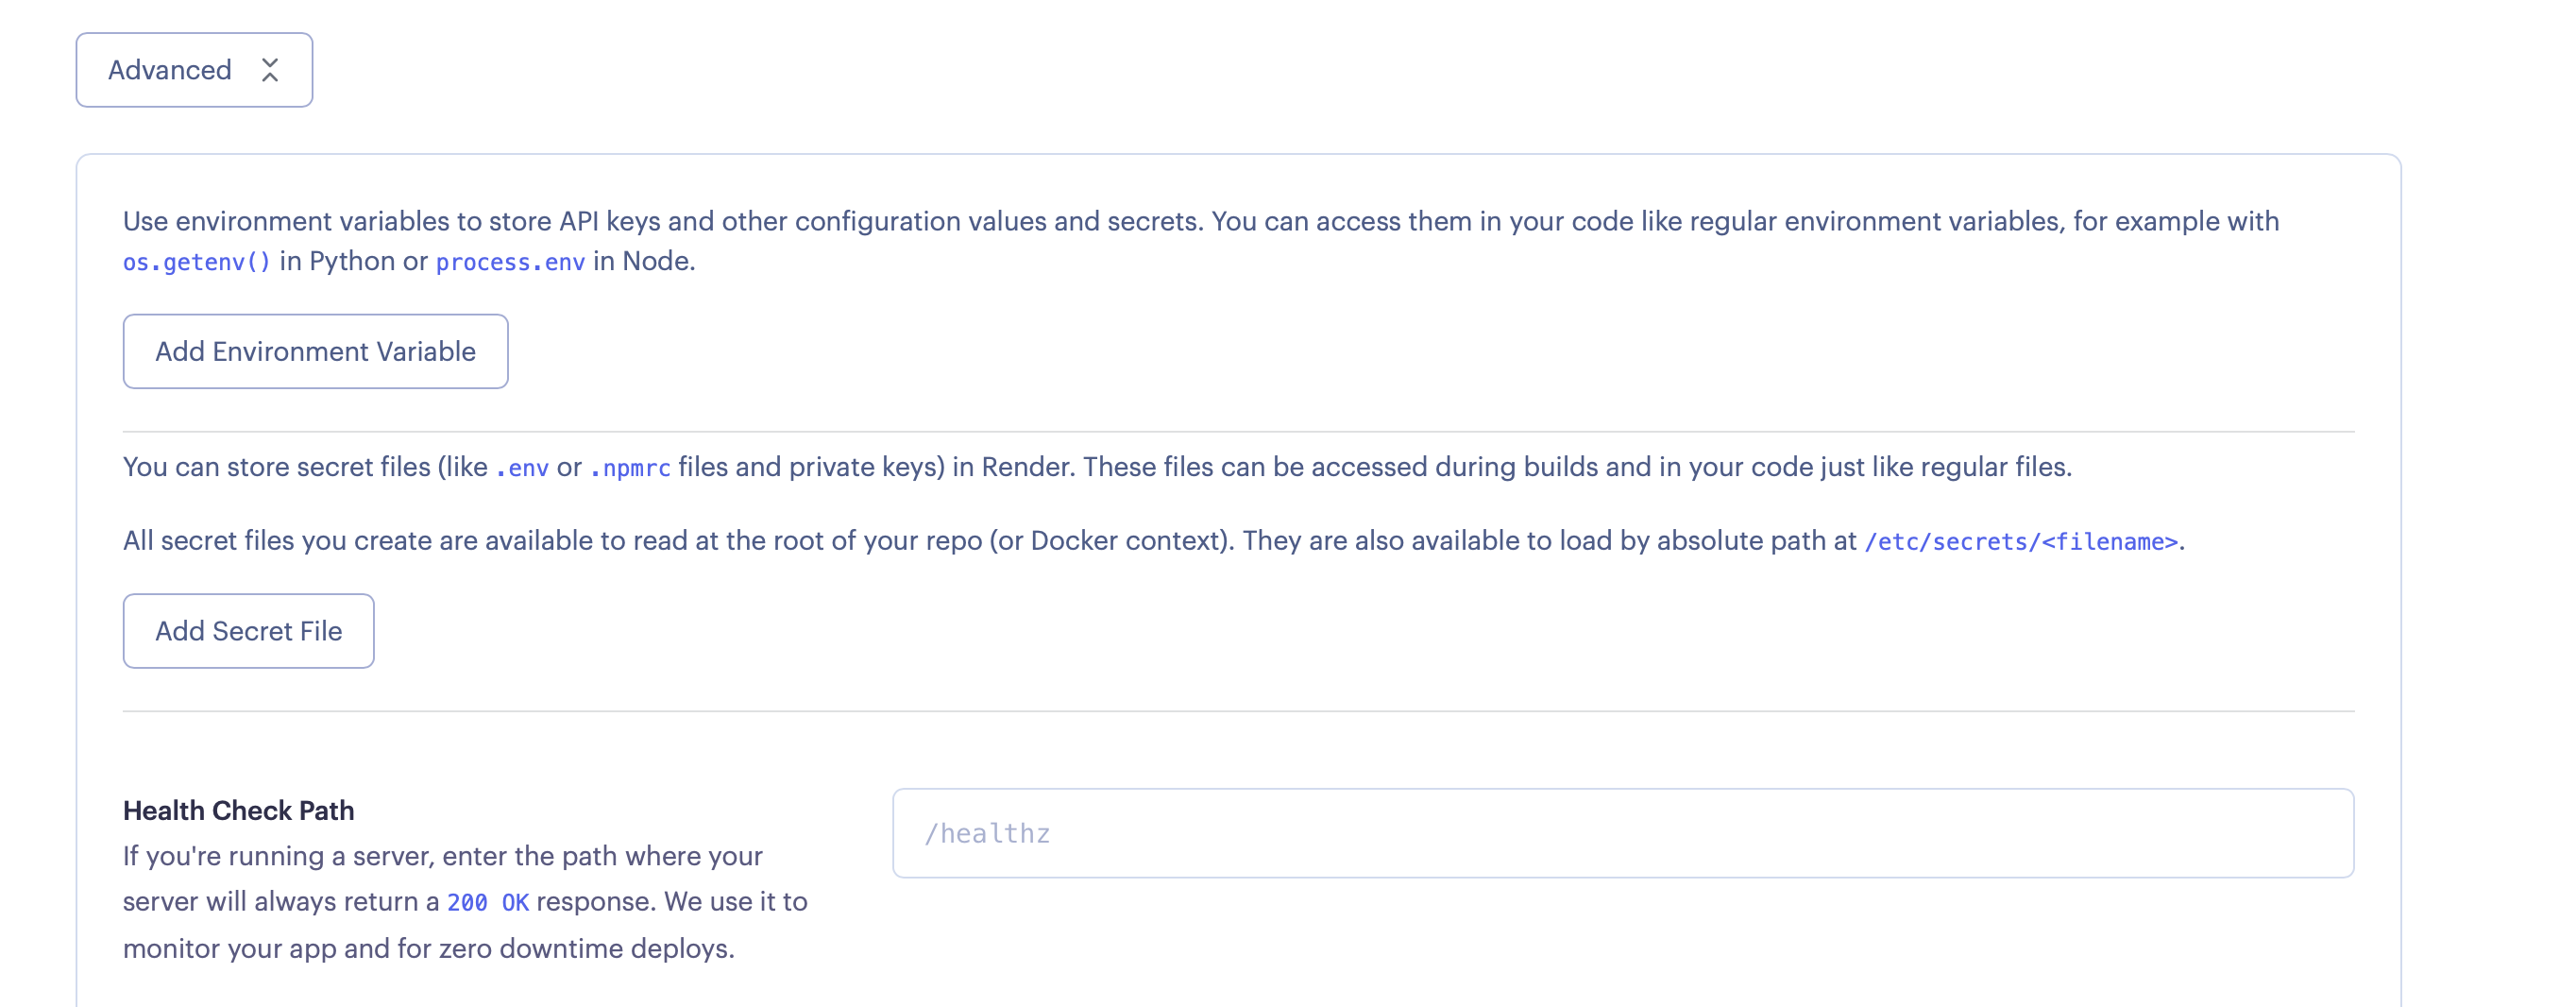 Advanced
Use environment variables to store API keys and other configuration values and secrets. You can access them in your code like regular environment variables, for example with
os.getenv() in Python or process.env in Node.
Add Environment Variable
You can store secret files (like .env or .npmrc files and private keys) in Render. These files can be accessed during builds and in your code just like regular files.
All secret files you create are available to read at the root of your repo (or Docker context). They are also available to load by absolute path at /etc/secrets/<filename>.
Add Secret File
Health Check Path
If you're running a server, enter the path where your
server will always return a 200 OK response. We use it to
monitor your app and for zero downtime deploys.
/healthz